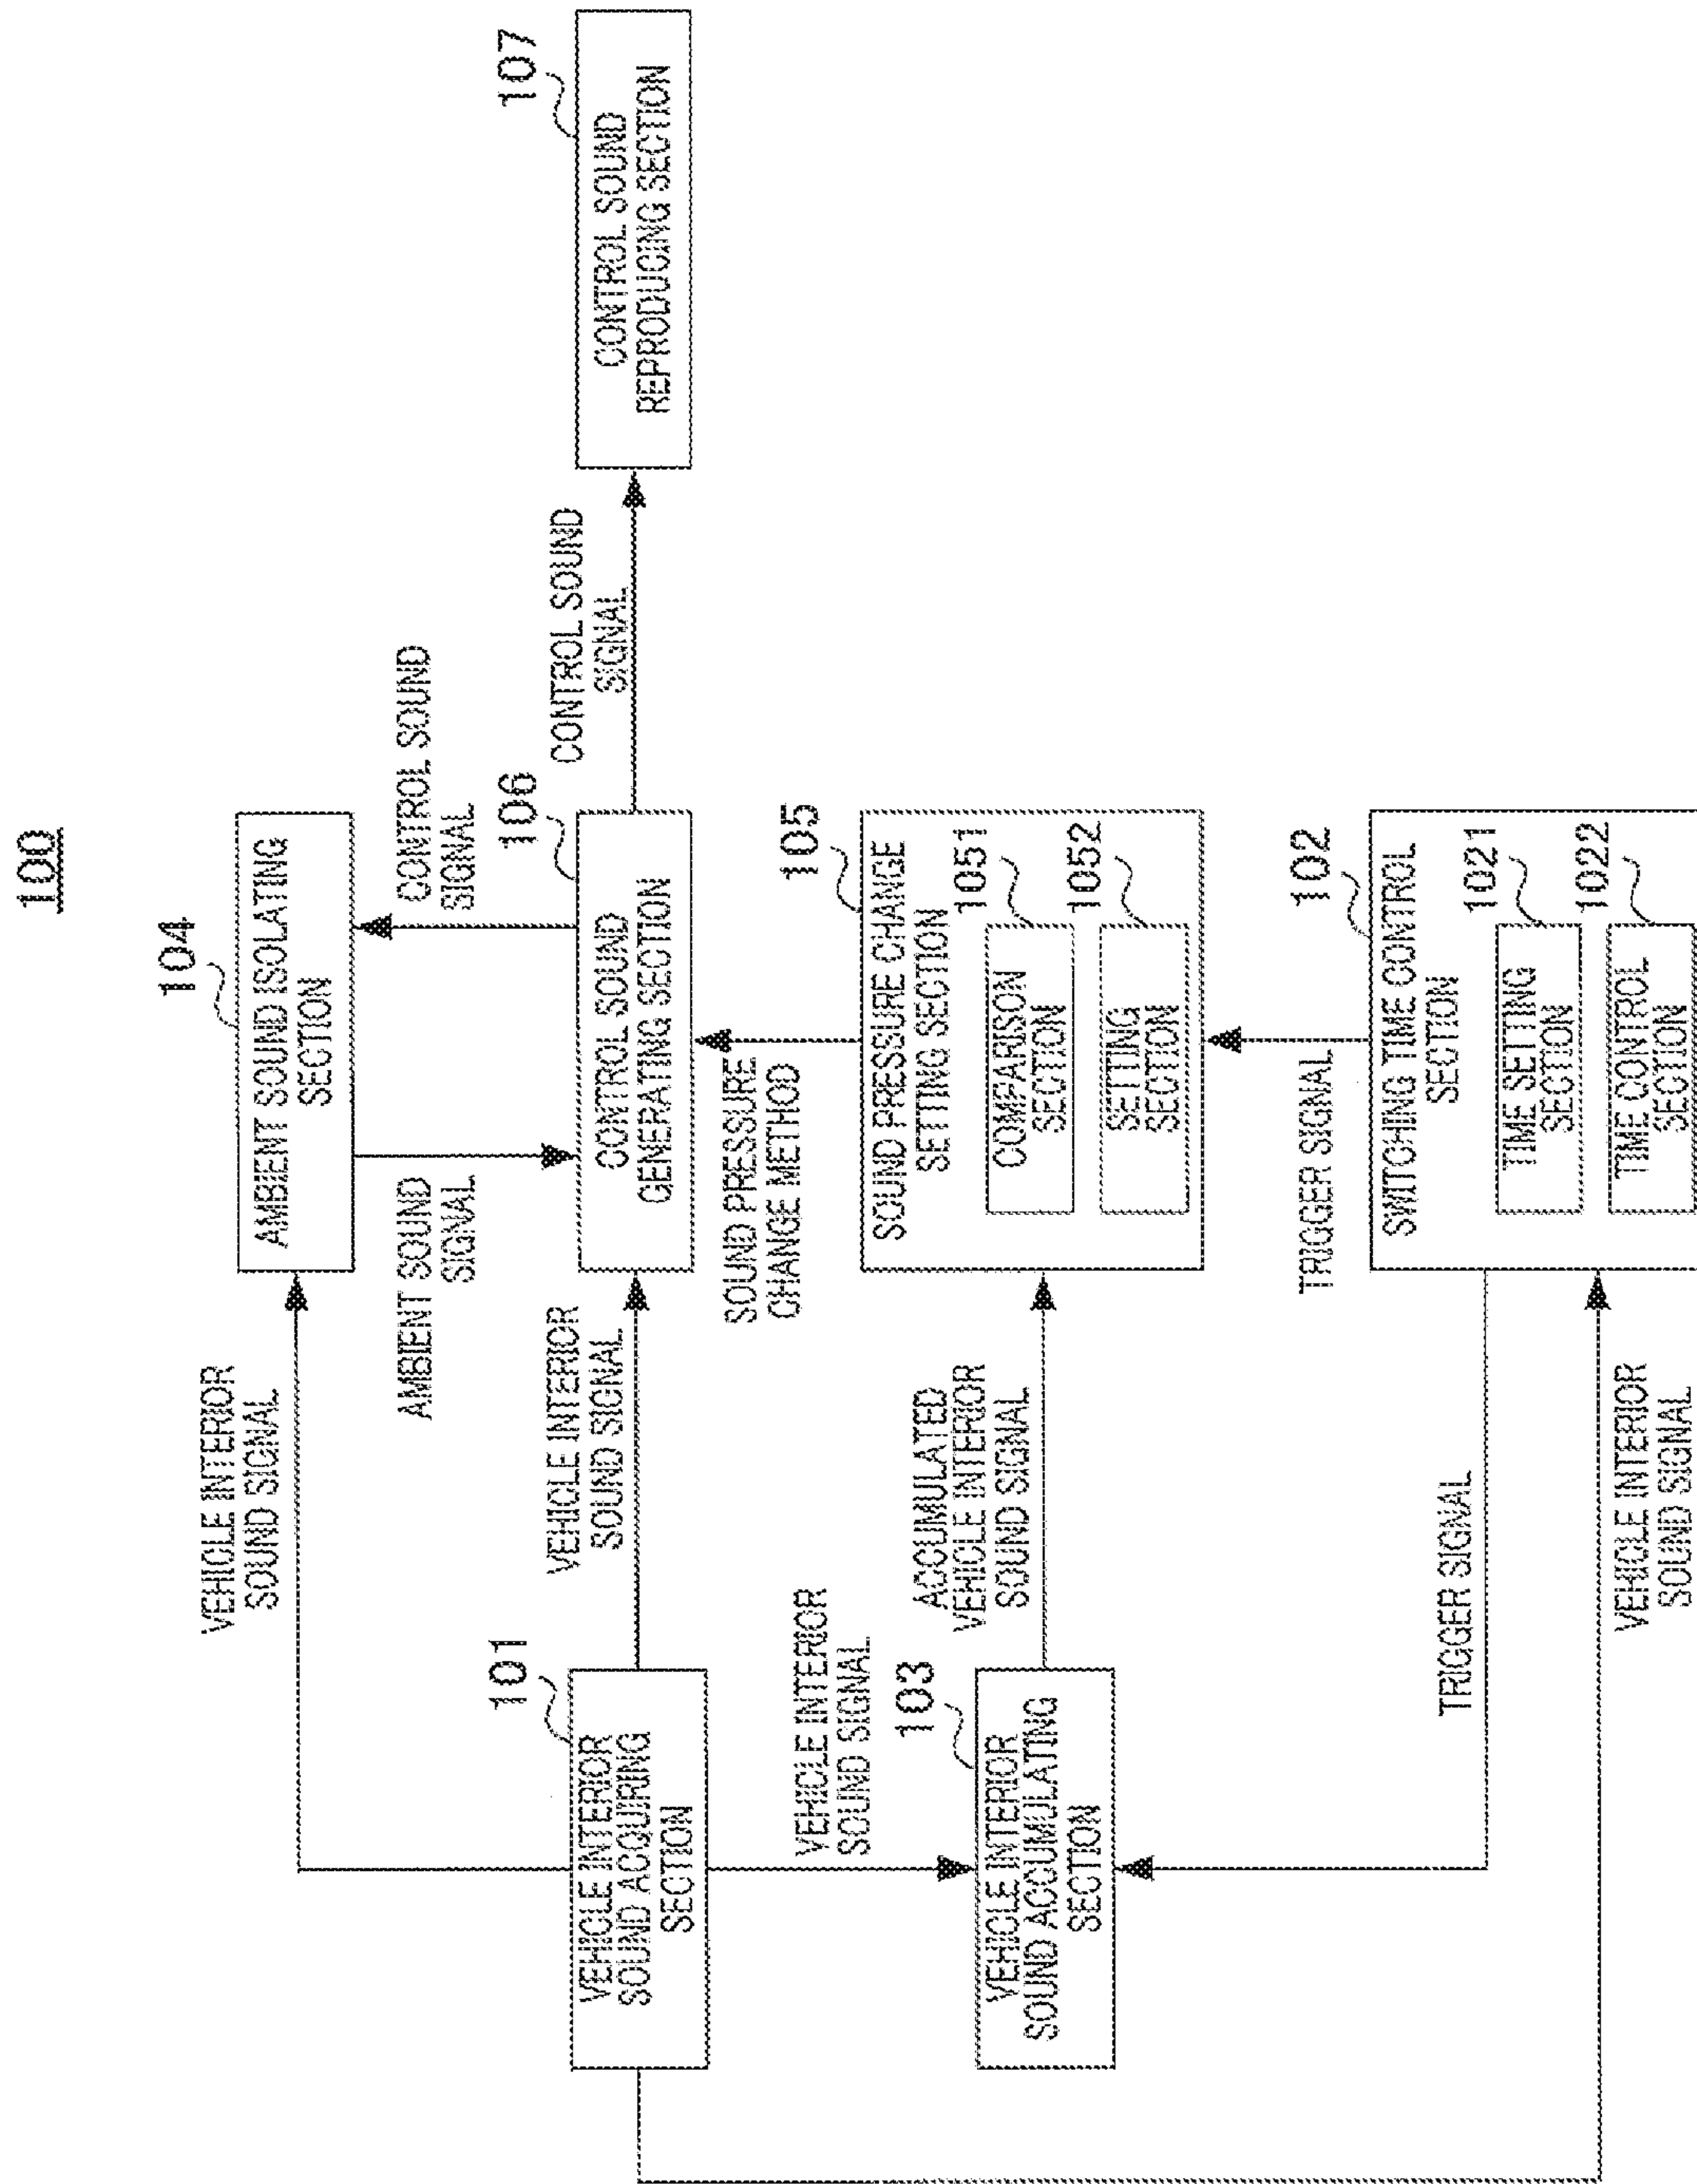 100
104
AMBIENT SOUND ISOLATING
SECTION
VEHICLE INTERIOR
SOUND SIGNAL
AMBIENT SOUND
SIGNAL
CONTROL SOUND
SIGNAL
101
VEHICLE INTERIOR
SOUND ACQUIRING
SECTION
VEHICLE INTERIOR
SOUND SIGNAL
106
CONTROL SOUND
GENERATING SECTION
CONTROL SOUND
SIGNAL
107
CONTROL SOUND
REPRODUCING SECTION
VEHICLE INTERIOR
SOUND SIGNAL
SOUND PRESSURE
CHANGE METHOD
103
VEHICLE INTERIOR
SOUND ACCUMULATING
SECTION
ACCUMULATED
VEHICLE INTERIOR
SOUND SIGNAL
105
SOUND PRESSURE CHANGE
SETTING SECTION
1051
COMPARISON
SECTION
1052
SETTING
SECTION
TRIGGER SIGNAL
TRIGGER SIGNAL
102
SWITCHING TIME CONTROL
SECTION
1021
TIME SETTING
SECTION
1022
TIME CONTROL
SECTION
VEHICLE INTERIOR
SOUND SIGNAL